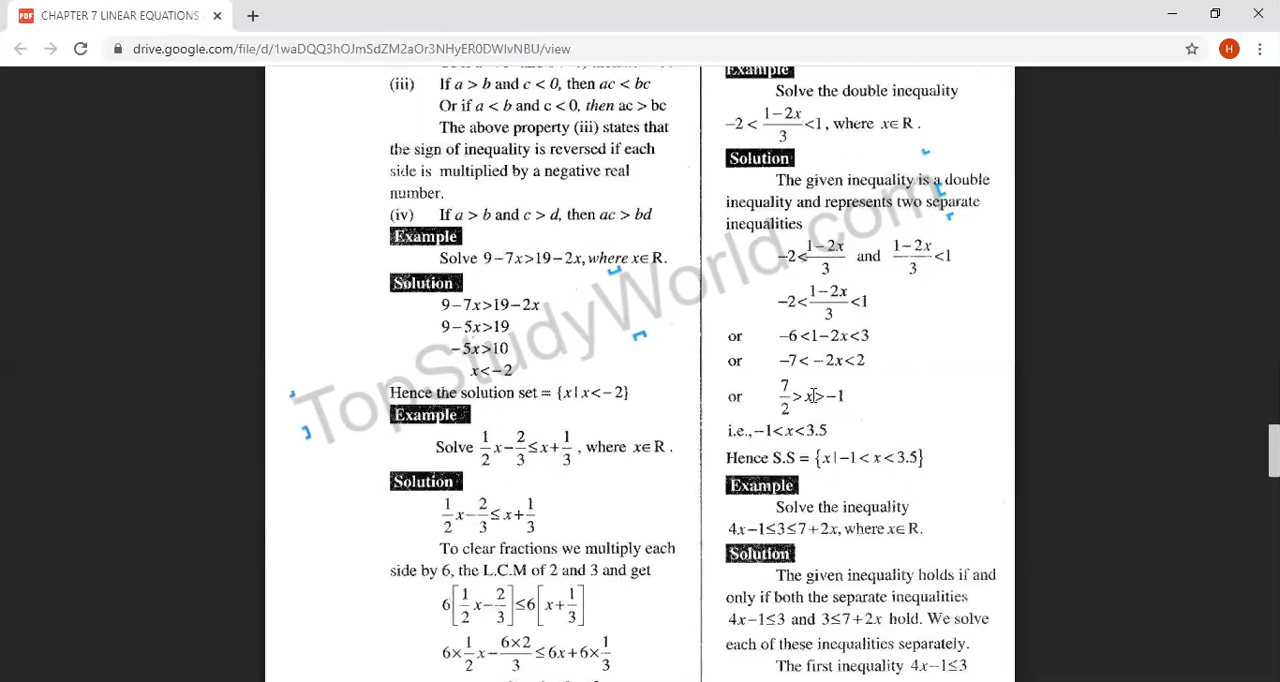 CHAPTER 7 LINEAR EQUATIONS
drive.google.com/file/d/1waDQQ3hOJmSdZM2aOr3NHyER0DWIvNBU/view
H
(iii) If a > b and c < 0, then ac < bc
Or if a < b and c < 0, then ac > bc
The above property (iii) states that
the sign of inequality is reversed if each
side is multiplied by a negative real
number.
(iv) If a > b and c > d, then ac > bd
Example
Solve 9−7x>19−2x, where x∈R.
Solution
9−7x>19−2x
9−5x>19
−5x>10
x<−2
Hence the solution set = {x | x<−2}
Example
Solve 1/2 x − 2/3 ≤ x + 1/3 , where x∈R .
Solution
1/2 x − 2/3 ≤ x + 1/3
To clear fractions we multiply each
side by 6, the L.C.M of 2 and 3 and get
6[1/2 x − 2/3] ≤ 6[x + 1/3]
6× 1/2 x − 6×2/3 ≤ 6x + 6× 1/3
Example
Solve the double inequality
−2 < (1−2x)/3 <1, where x∈R .
Solution
The given inequality is a double
inequality and represents two separate
inequalities
−2< (1−2x)/3 and (1−2x)/3 <1
−2< (1−2x)/3 <1
or −6<1−2x<3
or −7<−2x<2
or 7/2 >x>−1
i.e., −1<x<3.5
Hence S.S = {x | −1<x<3.5}
Example
Solve the inequality
4x−1≤3≤7+2x, where x∈R.
Solution
The given inequality holds if and
only if both the separate inequalities
4x−1≤3 and 3≤7+2x hold. We solve
each of these inequalities separately.
The first inequality 4x−1≤3
TopStudyWorld.com